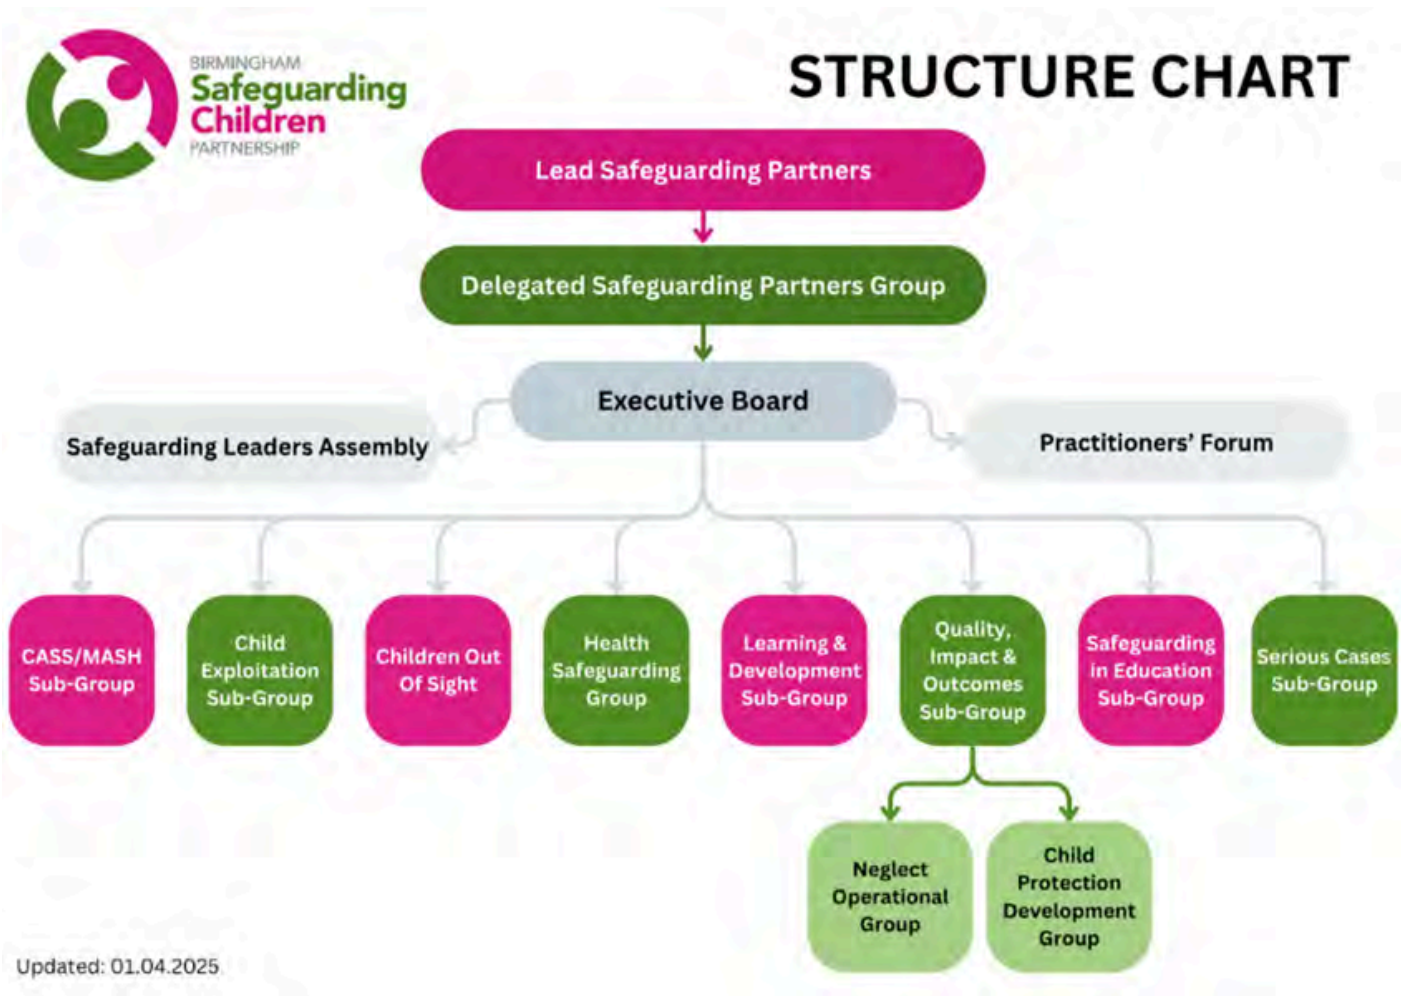 BIRMINGHAM
Safeguarding
Children
PARTNERSHIP
STRUCTURE CHART
Lead Safeguarding Partners
Delegated Safeguarding Partners Group
Executive Board
Safeguarding Leaders Assembly
Practitioners’ Forum
CASS/MASH
Sub-Group
Child
Exploitation
Sub-Group
Children Out
Of Sight
Health
Safeguarding
Group
Learning &
Development
Sub-Group
Quality,
Impact &
Outcomes
Sub-Group
Safeguarding
in Education
Sub-Group
Serious Cases
Sub-Group
Neglect
Operational
Group
Child
Protection
Development
Group
Updated: 01.04.2025